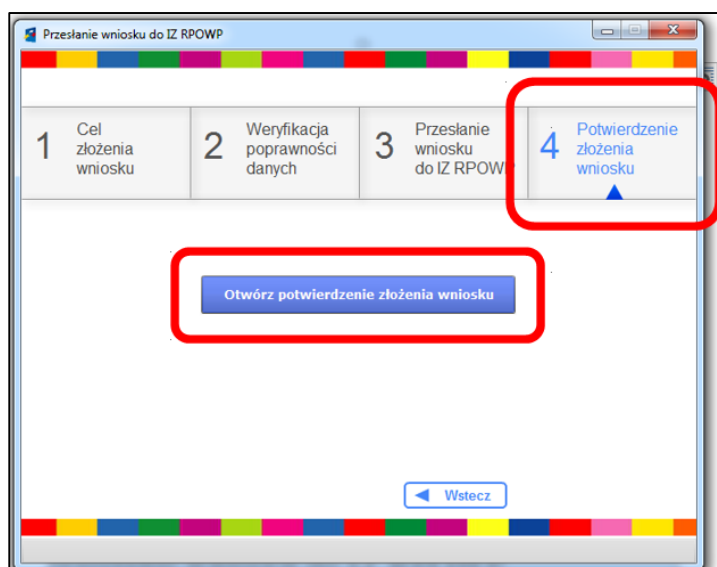 Przesłanie wniosku do IZ RPOWP
1
Cel
złożenia
wniosku
2
Weryfikacja
poprawności
danych
3
Przesłanie
wniosku
do IZ RPOWP
4
Potwierdzenie
złożenia
wniosku
Otwórz potwierdzenie złożenia wniosku
Wstecz